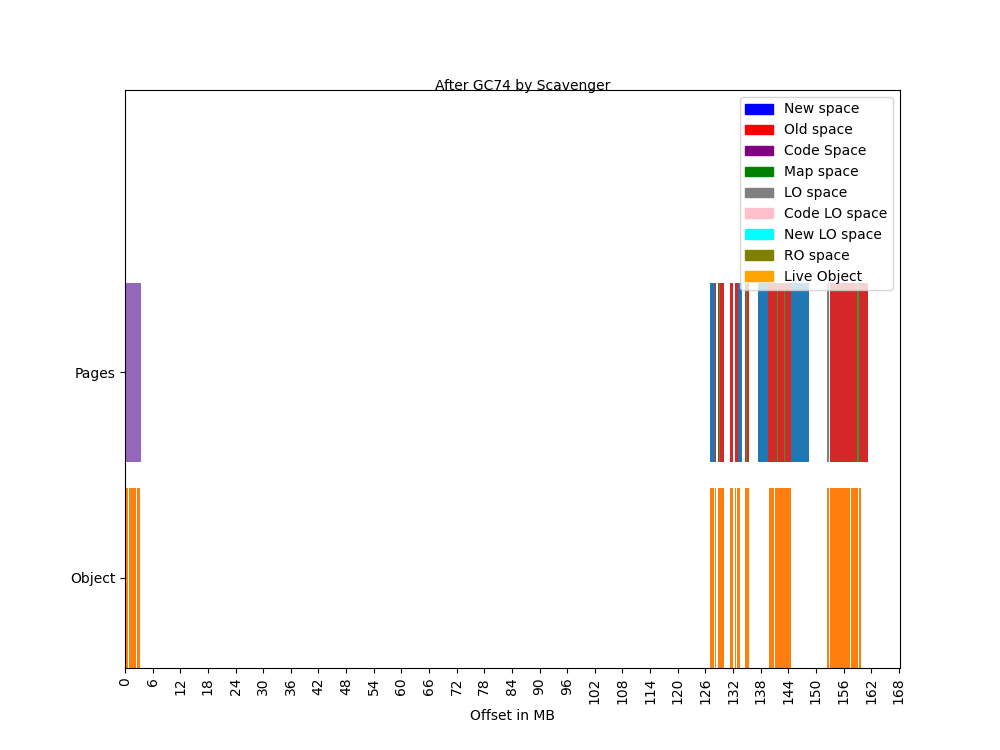 After GC74 by Scavenger
New space
Old space
Code Space
Map space
LO space
Code LO space
New LO space
RO space
Live Object
Pages
Object
0 6 12 18 24 30 36 42 48 54 60 66 72 78 84 90 96 102 108 114 120 126 132 138 144 150 156 162 168
Offset in MB